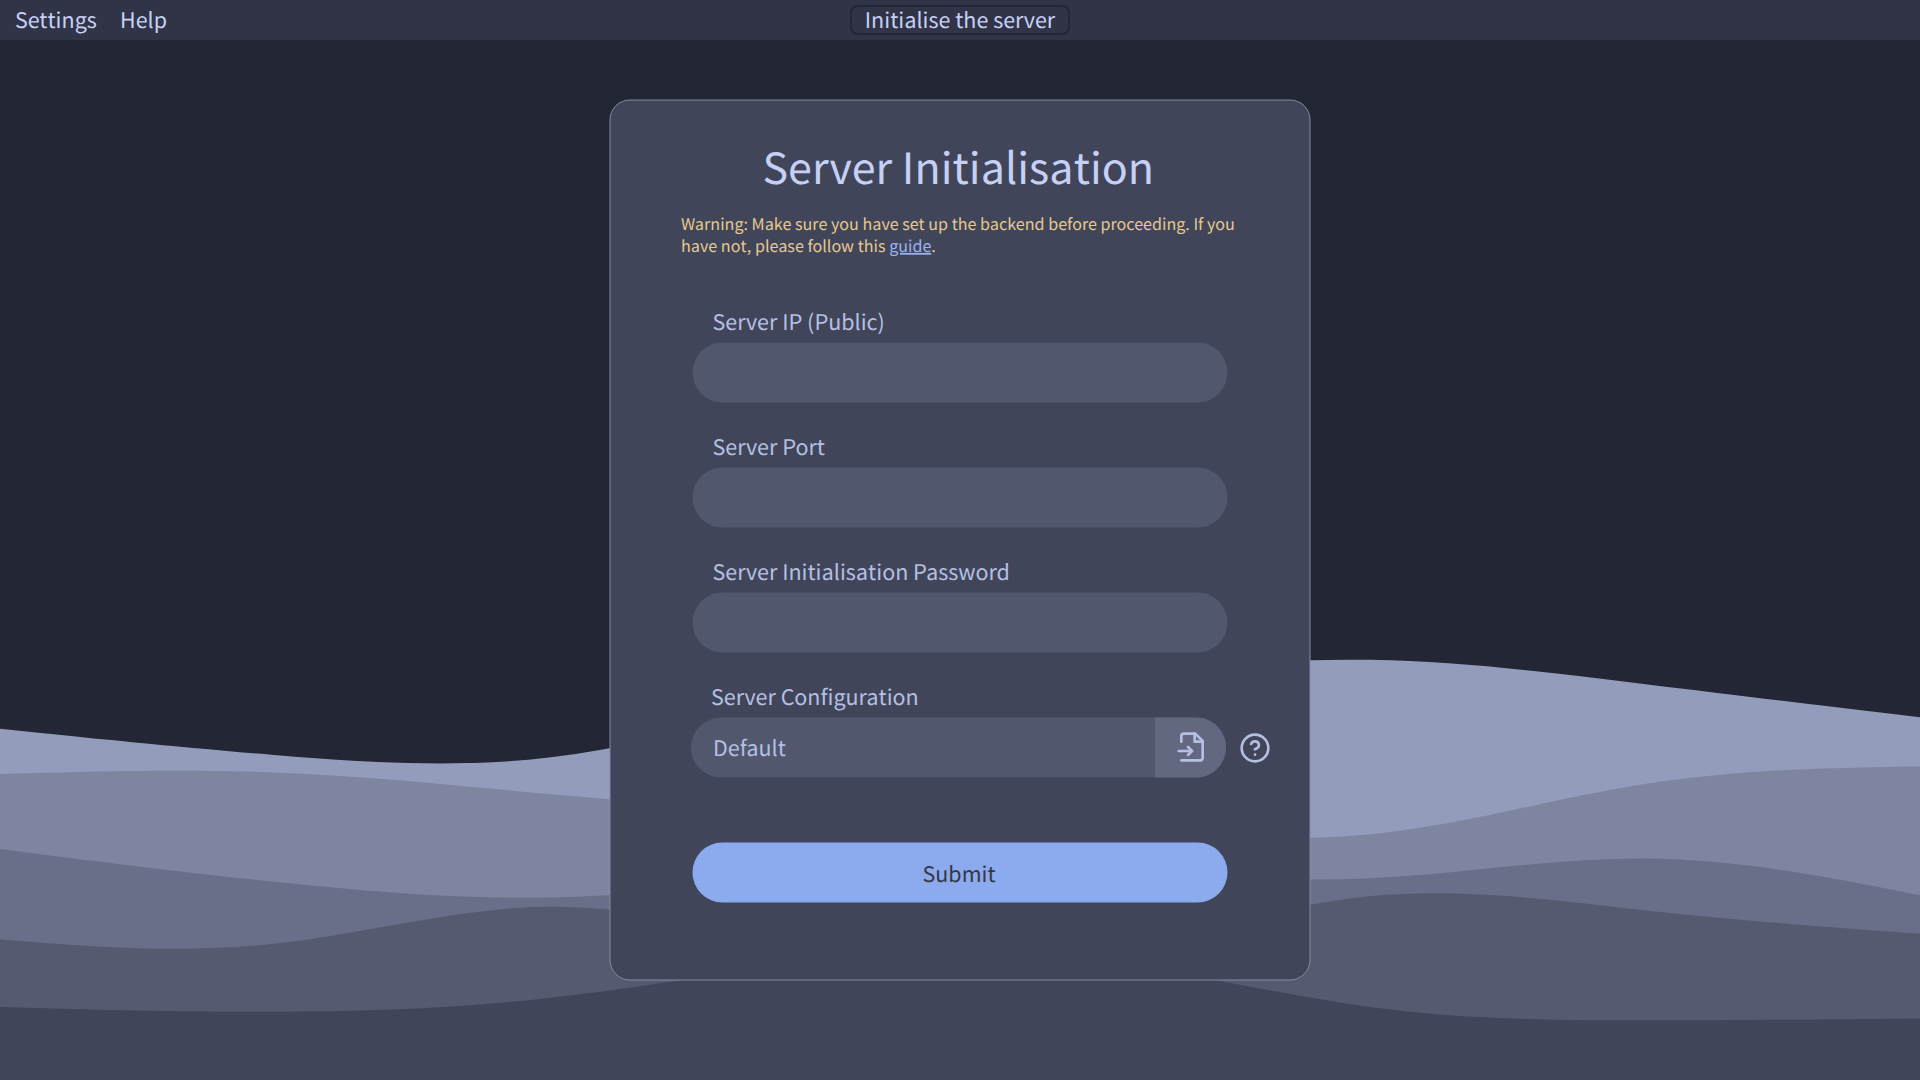 Settings Help Initialise the server
Server Initialisation
Warning: Make sure you have set up the backend before proceeding. If you
have not, please follow this guide.
Server IP (Public)
Server Port
Server Initialisation Password
Server Configuration
Default
Submit